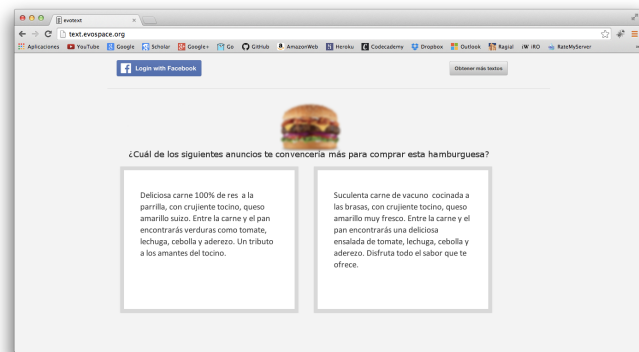 evotext
text.evospace.org
Aplicaciones YouTube Google Scholar Google+ Go GitHub AmazonWeb Heroku Codecademy Dropbox Outlook Ragial iRO RateMyServer
Login with Facebook
Obtener más textos
¿Cuál de los siguientes anuncios te convencería más para comprar esta hamburguesa?
Deliciosa carne 100% de res a la
parrilla, con crujiente tocino, queso
amarillo suizo. Entre la carne y el pan
encontrarás verduras como tomate,
lechuga, cebolla y aderezo. Un tributo
a los amantes del tocino.
Suculenta carne de vacuno cocinada a
las brasas, con crujiente tocino, queso
amarillo muy fresco. Entre la carne y el
pan encontrarás una deliciosa
ensalada de tomate, lechuga, cebolla y
aderezo. Disfruta todo el sabor que te
ofrece.